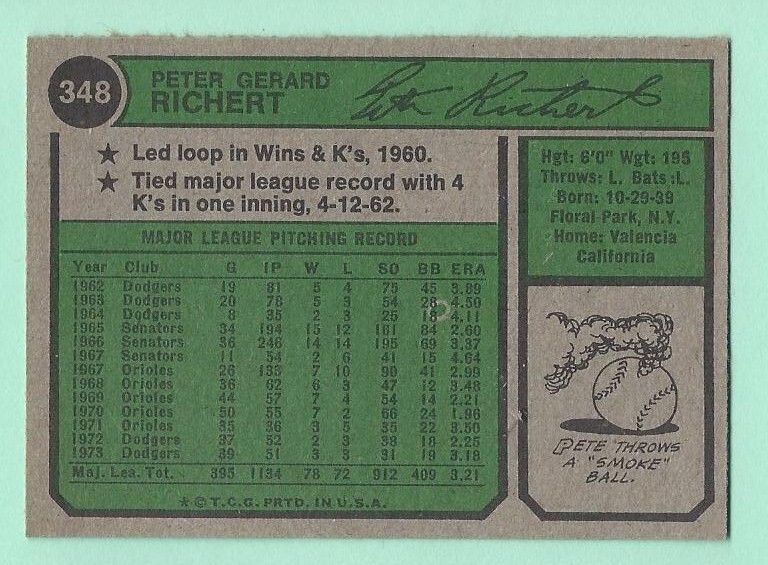 348
PETER GERARD
RICHERT
Pete Richert
★ Led loop in Wins & K's, 1960.
★ Tied major league record with 4
K's in one inning, 4-12-62.
MAJOR LEAGUE PITCHING RECORD
Year Club G IP W L SO BB ERA
1962 Dodgers 19 81 5 4 75 45 3.89
1963 Dodgers 20 78 5 3 54 28 4.50
1964 Dodgers 8 35 2 3 25 18 4.11
1965 Senators 34 194 15 12 161 84 2.60
1966 Senators 36 246 14 14 195 69 3.37
1967 Senators 11 54 2 6 41 15 4.64
1967 Orioles 26 133 7 10 90 41 2.99
1968 Orioles 36 62 6 3 47 12 3.48
1969 Orioles 44 57 7 4 54 14 2.21
1970 Orioles 50 55 7 2 66 24 1.96
1971 Orioles 35 36 3 5 35 22 3.50
1972 Dodgers 37 52 2 3 38 18 2.25
1973 Dodgers 39 51 3 3 31 19 3.18
Maj. Lea. Tot. 395 1134 78 72 912 409 3.21
★ © T.C.G. PRTD. IN U.S.A.
Hgt: 6'0" Wgt: 195
Throws: L. Bats: L.
Born: 10-29-39
Floral Park, N.Y.
Home: Valencia
California
PETE THROWS
A "SMOKE"
BALL.